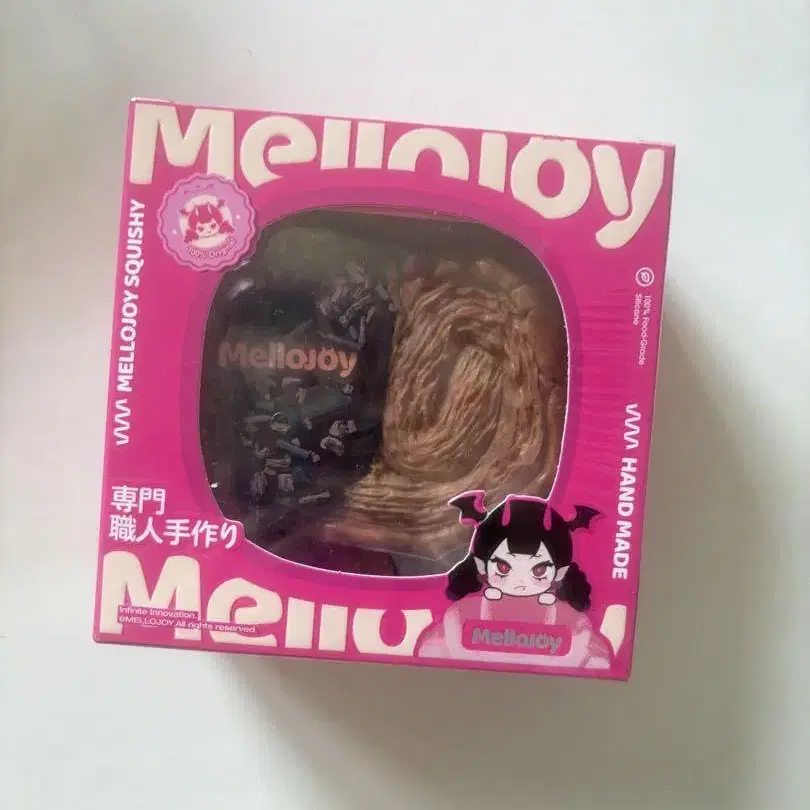 Mellojoy
100% Original
MELLOJOY SQUISHY
100% Food-Grade
Silicone
Mellojoy
HAND MADE
専門
職人手作り
Mellojoy
Infinite Innovation.
©MELLOJOY.All rights reserved.
Mellojoy